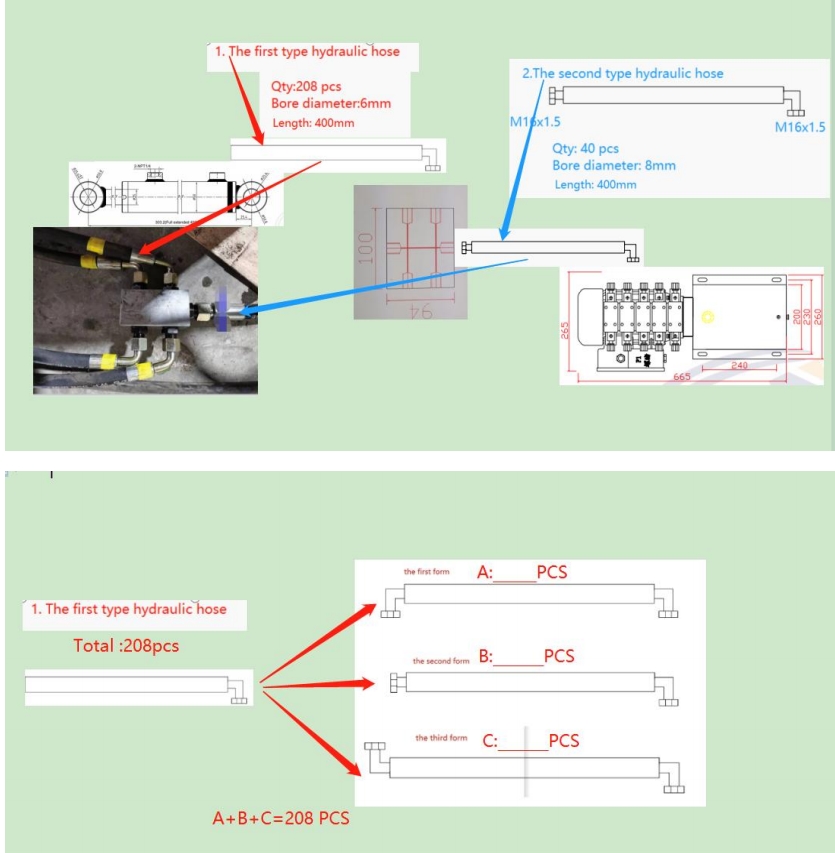 1. The first type hydraulic hose
Qty:208 pcs
Bore diameter:6mm
Length: 400mm
2.The second type hydraulic hose
M16x1.5
M16x1.5
Qty: 40 pcs
Bore diameter: 8mm
Length: 400mm
100
94
265
200
230
260
240
665
P1
1. The first type hydraulic hose
Total :208pcs
the first form A:_____PCS
the second form B:_____PCS
the third form C:_____PCS
A+B+C=208 PCS